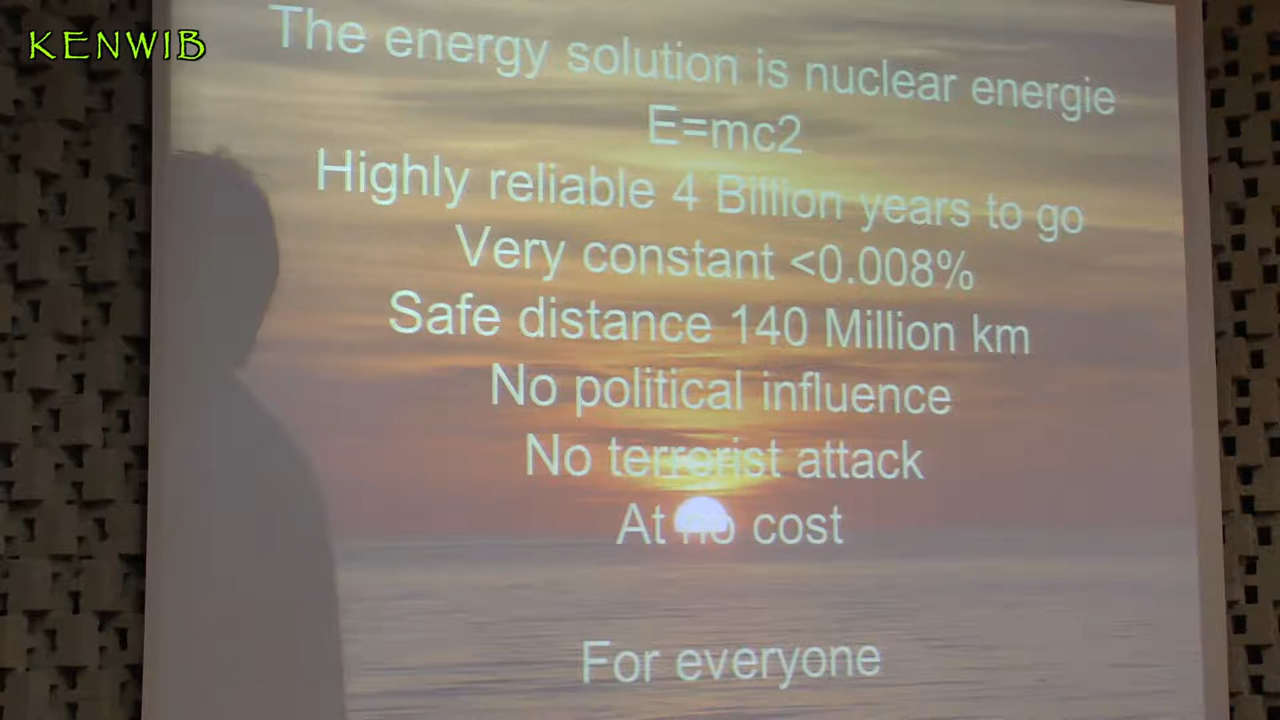 KENWIB
The energy solution is nuclear energie
E=mc2
Highly reliable 4 Billion years to go
Very constant <0.008%
Safe distance 140 Million km
No political influence
No terrorist attack
At no cost
For everyone